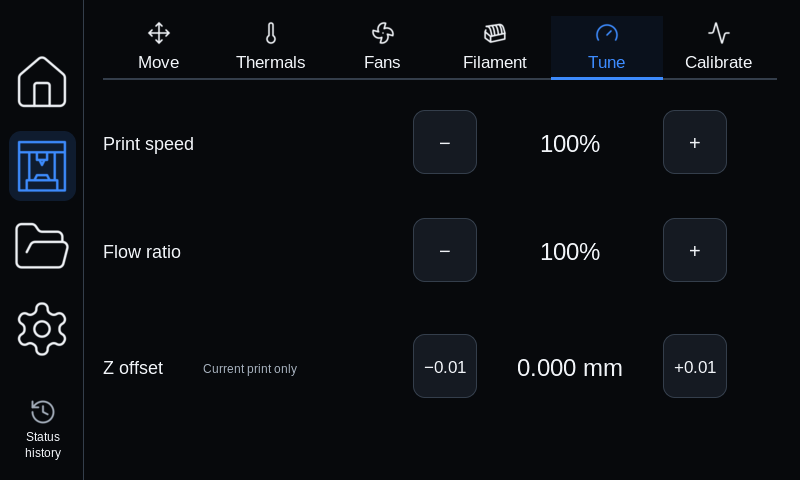 Move Thermals Fans Filament Tune Calibrate
Print speed − 100% +
Flow ratio − 100% +
Z offset Current print only −0.01 0.000 mm +0.01
Status
history